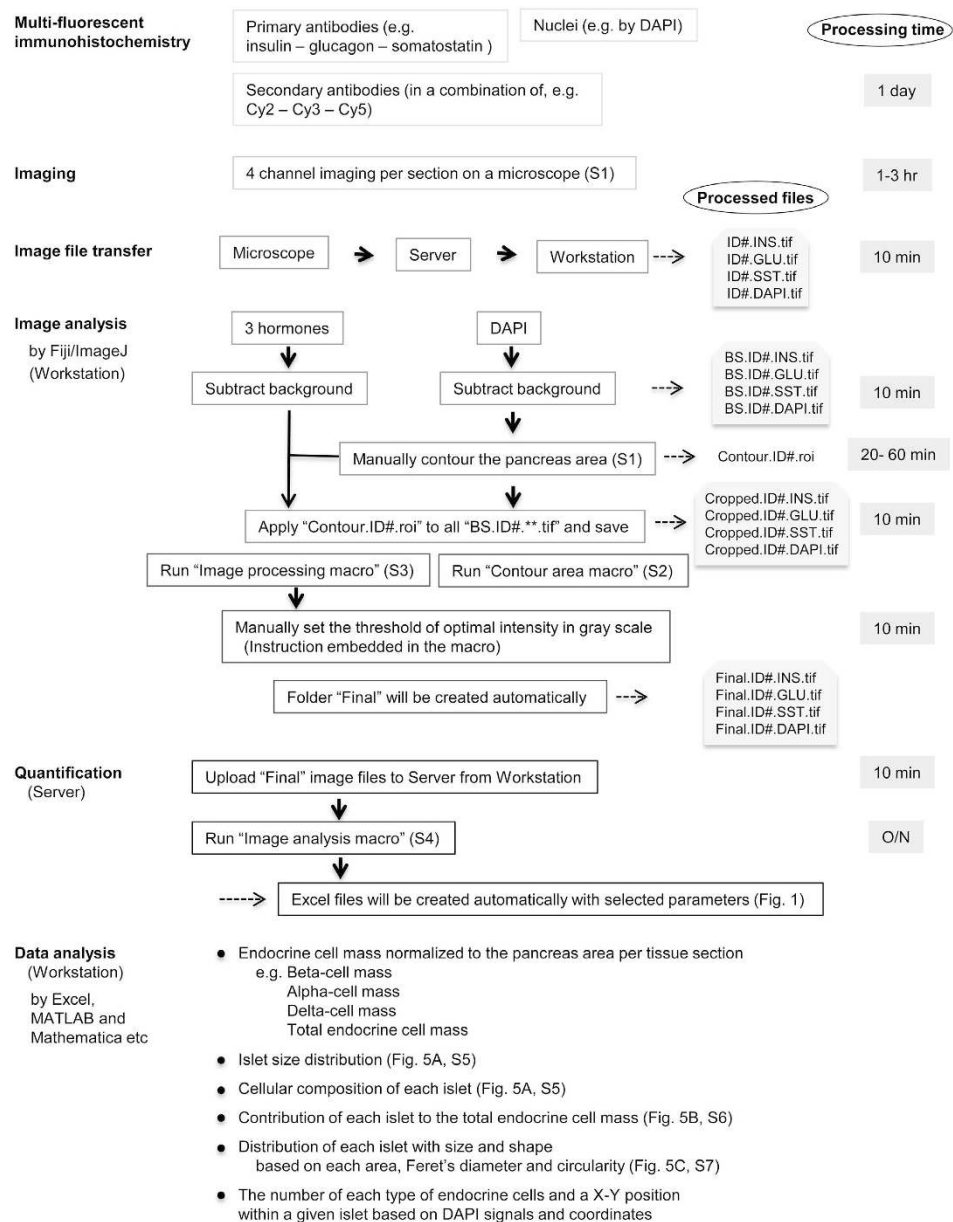 Multi-fluorescent
immunohistochemistry
Primary antibodies (e.g.
insulin – glucagon – somatostatin )
Nuclei (e.g. by DAPI)
Processing time
Secondary antibodies (in a combination of, e.g.
Cy2 – Cy3 – Cy5)
1 day
Imaging
4 channel imaging per section on a microscope (S1)
1-3 hr
Processed files
Image file transfer
Microscope
Server
Workstation
ID#.INS.tif
ID#.GLU.tif
ID#.SST.tif
ID#.DAPI.tif
10 min
Image analysis
by Fiji/ImageJ
(Workstation)
3 hormones
DAPI
Subtract background
Subtract background
BS.ID#.INS.tif
BS.ID#.GLU.tif
BS.ID#.SST.tif
BS.ID#.DAPI.tif
10 min
Manually contour the pancreas area (S1)
Contour.ID#.roi
20- 60 min
Apply “Contour.ID#.roi” to all “BS.ID#.**.tif” and save
Cropped.ID#.INS.tif
Cropped.ID#.GLU.tif
Cropped.ID#.SST.tif
Cropped.ID#.DAPI.tif
10 min
Run “Image processing macro” (S3)
Run “Contour area macro” (S2)
Manually set the threshold of optimal intensity in gray scale
(Instruction embedded in the macro)
10 min
Folder “Final” will be created automatically
Final.ID#.INS.tif
Final.ID#.GLU.tif
Final.ID#.SST.tif
Final.ID#.DAPI.tif
Quantification
(Server)
Upload “Final” image files to Server from Workstation
10 min
Run “Image analysis macro” (S4)
O/N
Excel files will be created automatically with selected parameters (Fig. 1)
Data analysis
(Workstation)
by Excel,
MATLAB and
Mathematica etc
● Endocrine cell mass normalized to the pancreas area per tissue section
e.g. Beta-cell mass
Alpha-cell mass
Delta-cell mass
Total endocrine cell mass
● Islet size distribution (Fig. 5A, S5)
● Cellular composition of each islet (Fig. 5A, S5)
● Contribution of each islet to the total endocrine cell mass (Fig. 5B, S6)
● Distribution of each islet with size and shape
based on each area, Feret’s diameter and circularity (Fig. 5C, S7)
● The number of each type of endocrine cells and a X-Y position
within a given islet based on DAPI signals and coordinates